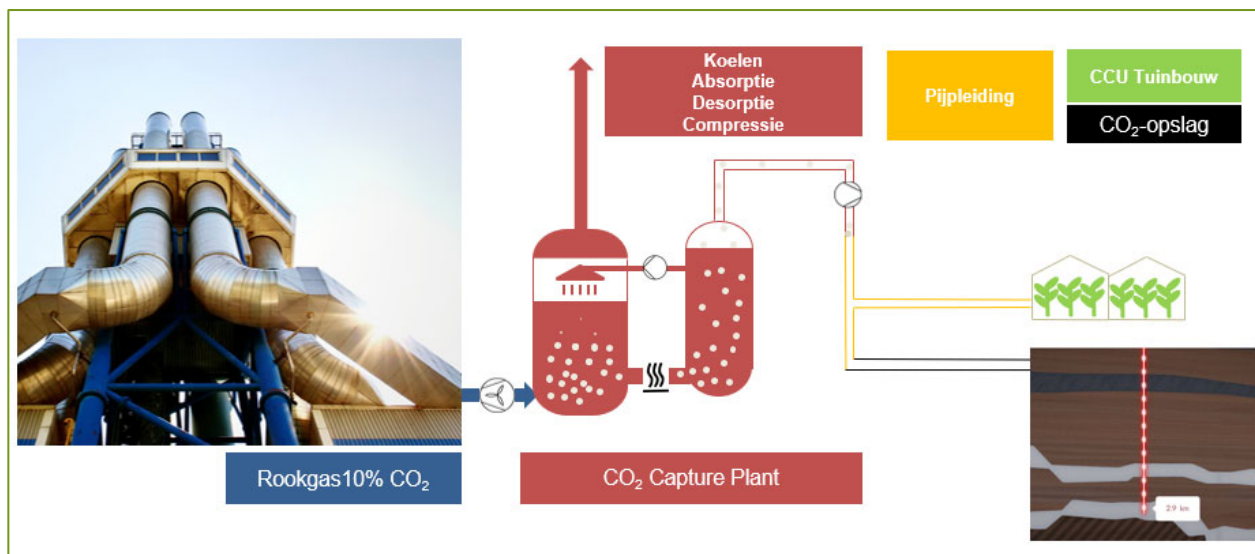 Koelen
Absorptie
Desorptie
Compressie
Pijpleiding
CCU Tuinbouw
CO₂-opslag
Rookgas10% CO₂
CO₂ Capture Plant
2.9 km